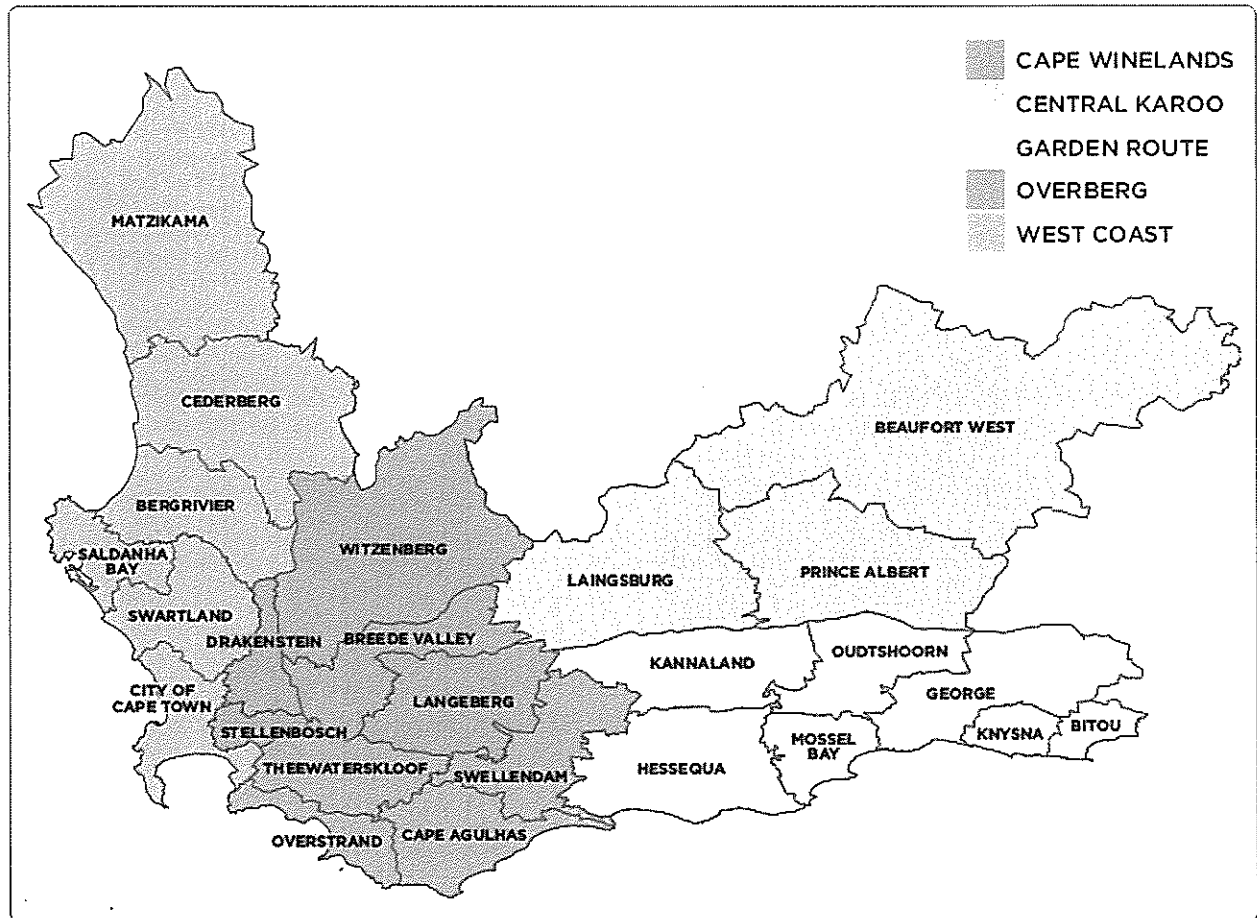 CAPE WINELANDS
CENTRAL KAROO
GARDEN ROUTE
OVERBERG
WEST COAST
MATZIKAMA
CEDERBERG
BEAUFORT WEST
BERGRIVIER
WITZENBERG
SALDANHA
BAY
LAINGSBURG
PRINCE ALBERT
SWARTLAND
DRAKENSTEIN
BREEDE VALLEY
KANNALAND
OUDTSHOORN
CITY OF
CAPE TOWN
LANGEBERG
GEORGE
STELLENBOSCH
KNYSNA
BITOU
MOSSEL
BAY
THEEWATERSKLOOF
SWELLENDAM
HESSEQUA
OVERSTRAND
CAPE AGULHAS